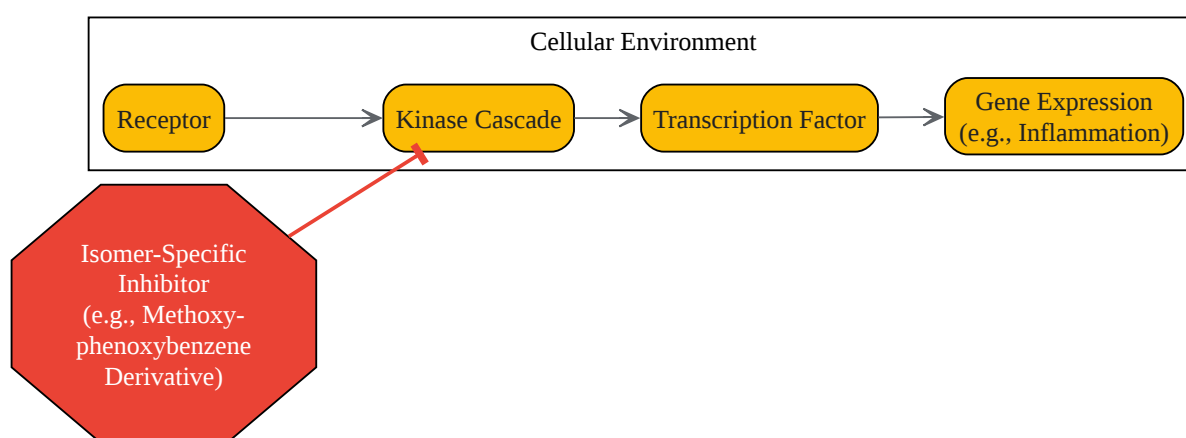 Cellular Environment
Receptor
Kinase Cascade
Transcription Factor
Gene Expression
(e.g., Inflammation)
Isomer-Specific
Inhibitor
(e.g., Methoxy-
phenoxybenzene
Derivative)